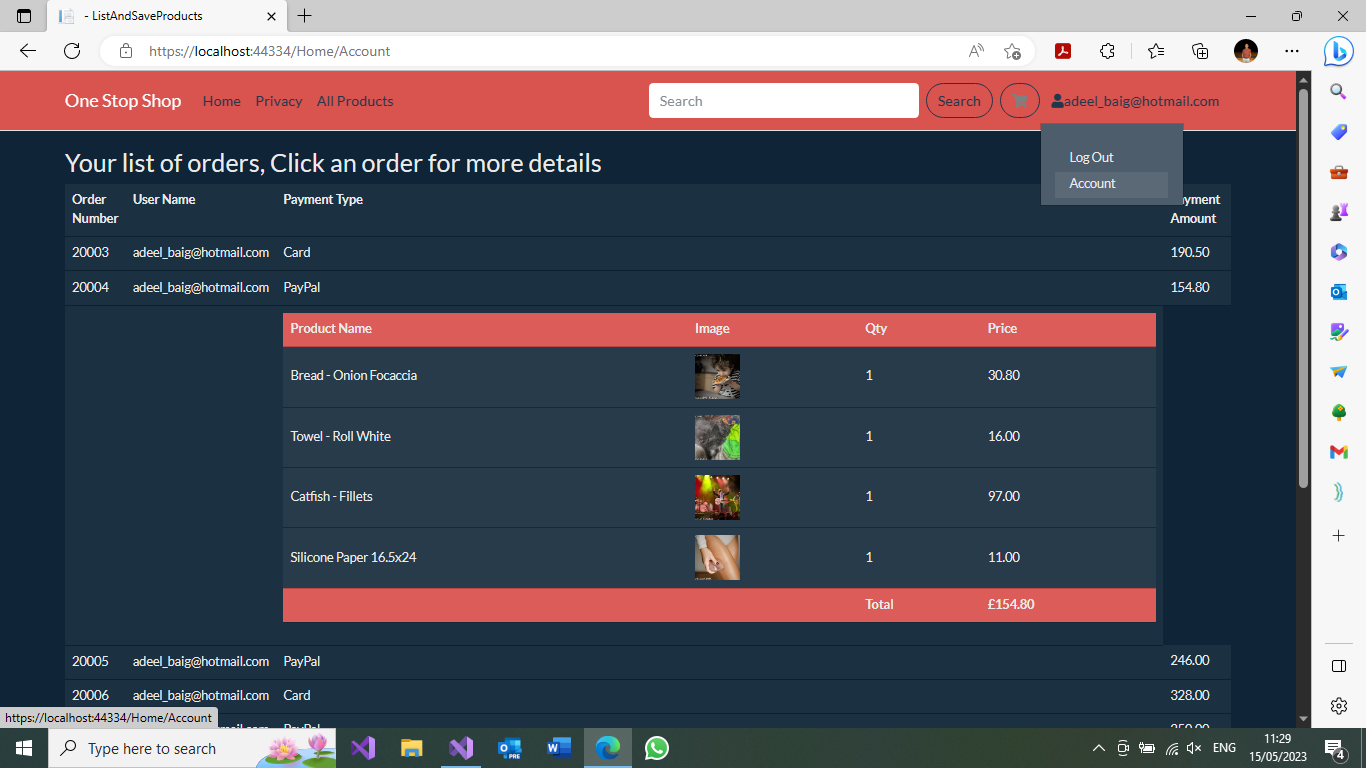 - ListAndSaveProducts
https://localhost:44334/Home/Account
One Stop Shop Home Privacy All Products Search Search adeel_baig@hotmail.com
Log Out
Account
Your list of orders, Click an order for more details
Order Number User Name Payment Type Amount
20003 adeel_baig@hotmail.com Card 190.50
20004 adeel_baig@hotmail.com PayPal 154.80
Product Name Image Qty Price
Bread - Onion Focaccia 1 30.80
Towel - Roll White 1 16.00
Catfish - Fillets 1 97.00
Silicone Paper 16.5x24 1 11.00
Total £154.80
20005 adeel_baig@hotmail.com PayPal 246.00
20006 adeel_baig@hotmail.com Card 328.00
https://localhost:44334/Home/Account
Type here to search
ENG
11:29
15/05/2023
4